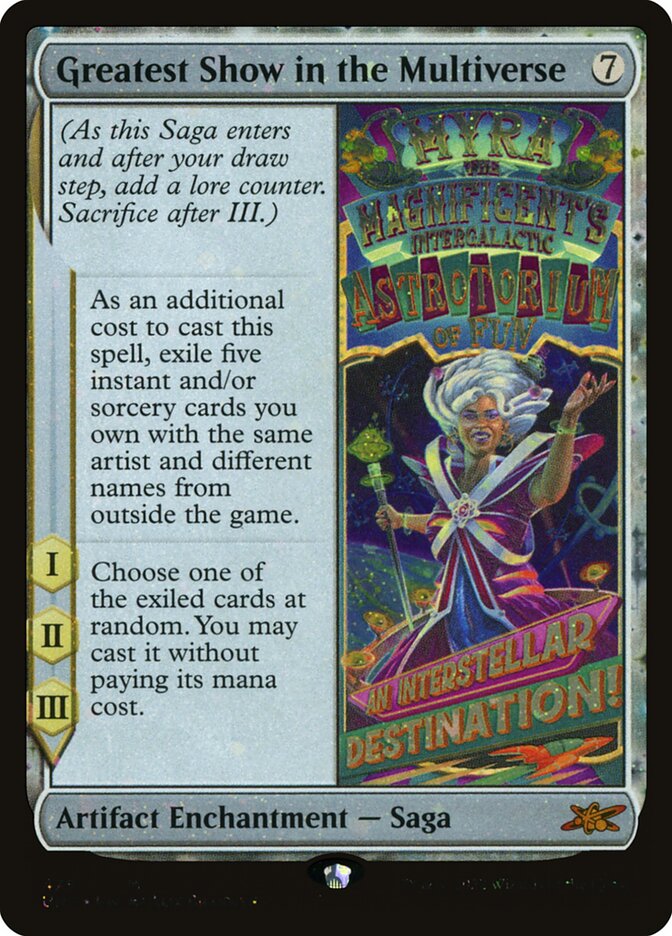 Greatest Show in the Multiverse 7
(As this Saga enters
and after your draw
step, add a lore counter.
Sacrifice after III.)
As an additional
cost to cast this
spell, exile five
instant and/or
sorcery cards you
own with the same
artist and different
names from
outside the game.
I
II
III
Choose one of
the exiled cards at
random. You may
cast it without
paying its mana
cost.
MYRA
THE
MAGNIFICENT'S
INTERGALACTIC
ASTROTORIUM
OF FUN
AN INTERSTELLAR
DESTINATION!
Artifact Enchantment — Saga